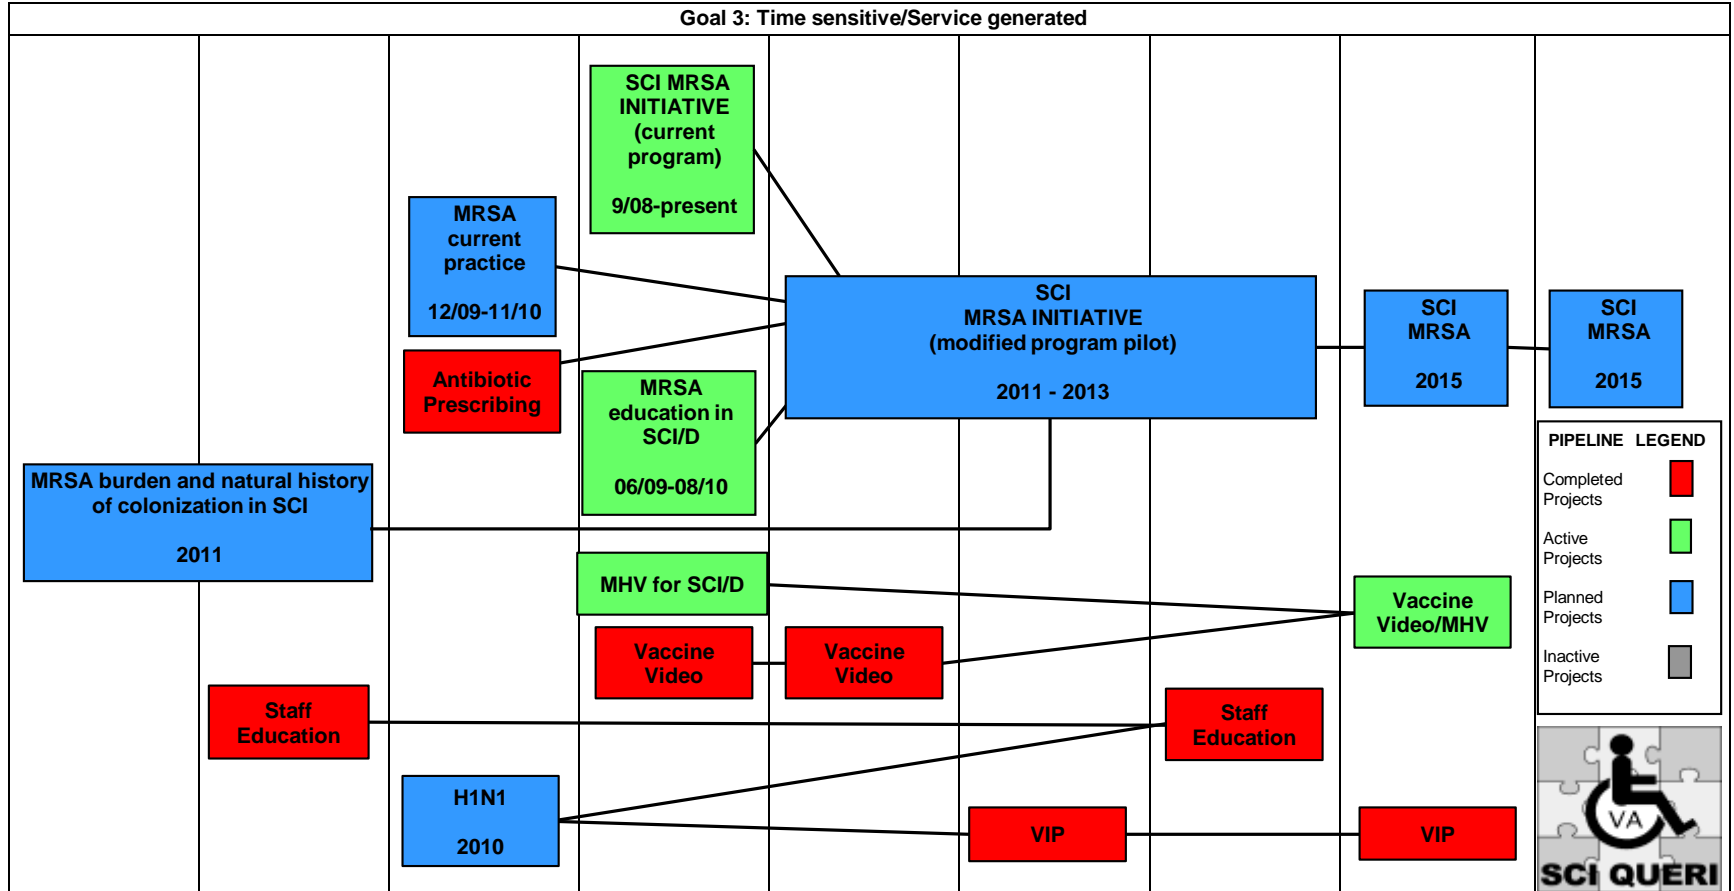 Goal 3: Time sensitive/Service generated
SCI MRSA
INITIATIVE
(current
program)
9/08-present
MRSA
current
practice
12/09-11/10
Antibiotic
Prescribing
MRSA
education in
SCI/D
06/09-08/10
SCI
MRSA INITIATIVE
(modified program pilot)
2011 - 2013
SCI
MRSA
2015
SCI
MRSA
2015
MRSA burden and natural history
of colonization in SCI
2011
MHV for SCI/D
Vaccine
Video
Vaccine
Video
Vaccine
Video/MHV
Staff
Education
Staff
Education
H1N1
2010
VIP
VIP
PIPELINE LEGEND
Completed
Projects
Active
Projects
Planned
Projects
Inactive
Projects
VA
SCI QUERI